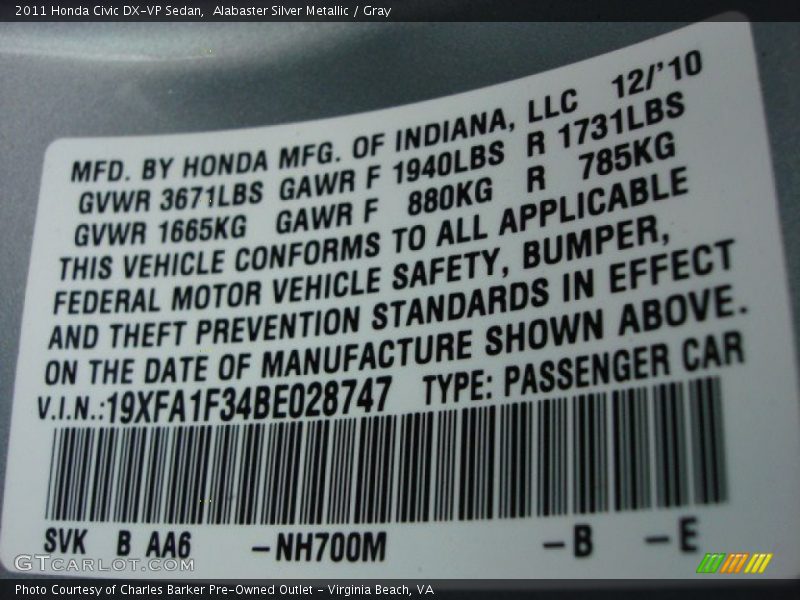 2011 Honda Civic DX-VP Sedan,  Alabaster Silver Metallic / Gray
MFD. BY HONDA MFG. OF INDIANA, LLC 12/'10
GVWR 3671LBS GAWR F 1940LBS R 1731LBS
GVWR 1665KG GAWR F 880KG R 785KG
THIS VEHICLE CONFORMS TO ALL APPLICABLE
FEDERAL MOTOR VEHICLE SAFETY, BUMPER,
AND THEFT PREVENTION STANDARDS IN EFFECT
ON THE DATE OF MANUFACTURE SHOWN ABOVE.
V.I.N.:19XFA1F34BE028747 TYPE: PASSENGER CAR
SVK B AA6 -NH700M -B -E
GTCarLot.com
Photo Courtesy of Charles Barker Pre-Owned Outlet - Virginia Beach, VA